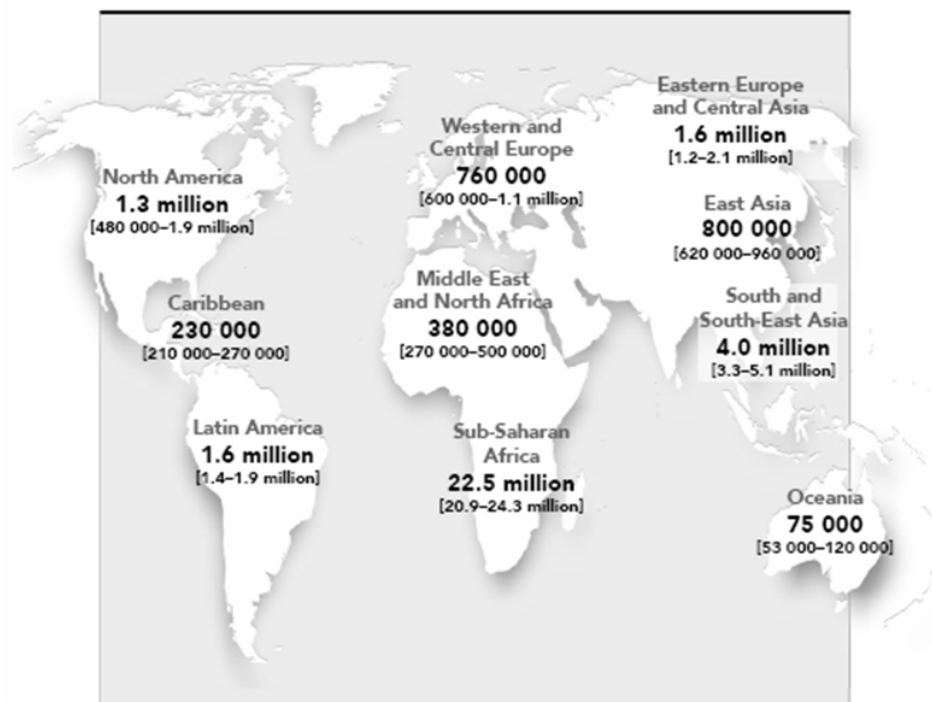 Eastern Europe
and Central Asia
1.6 million
[1.2–2.1 million]
Western and
Central Europe
760 000
[600 000–1.1 million]
North America
1.3 million
[480 000–1.9 million]
East Asia
800 000
[620 000–960 000]
Middle East
and North Africa
380 000
[270 000–500 000]
Caribbean
230 000
[210 000–270 000]
South and
South-East Asia
4.0 million
[3.3–5.1 million]
Latin America
1.6 million
[1.4–1.9 million]
Sub-Saharan
Africa
22.5 million
[20.9–24.3 million]
Oceania
75 000
[53 000–120 000]